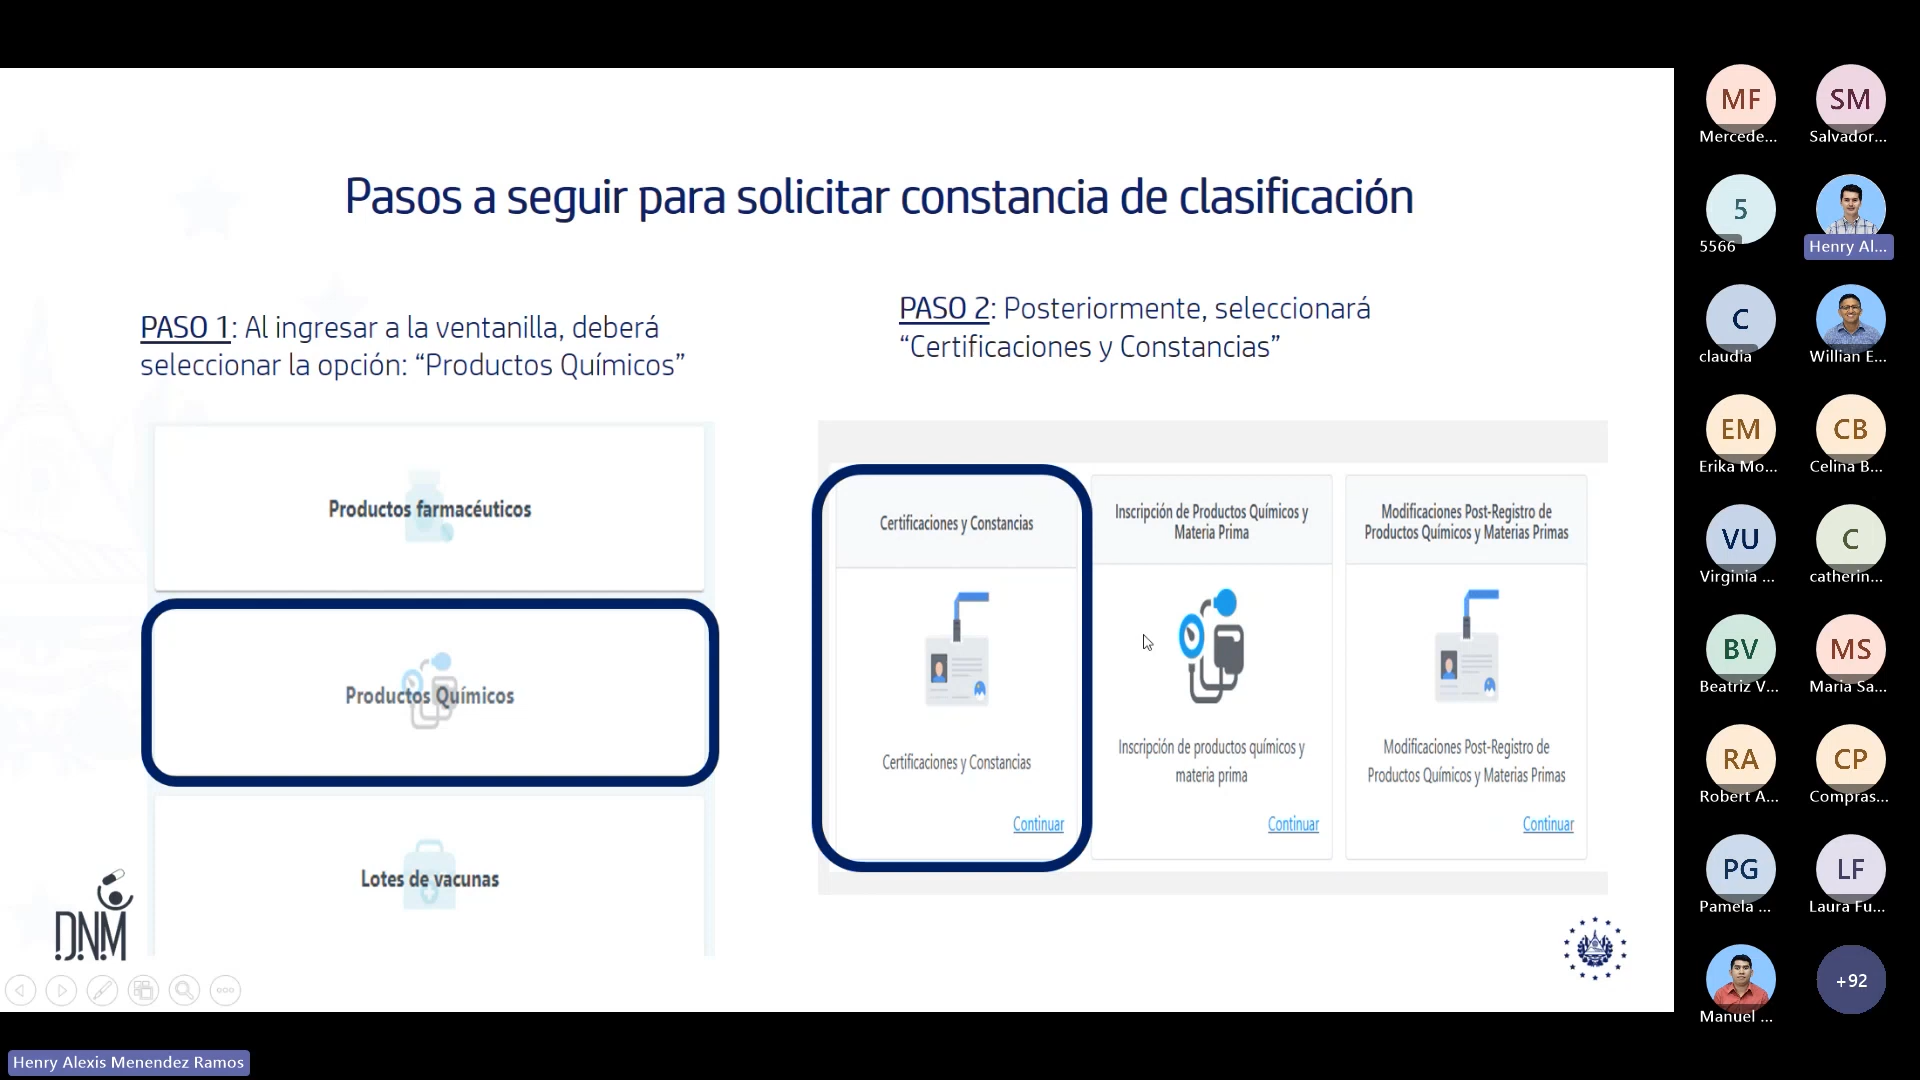 Pasos a seguir para solicitar constancia de clasificación
PASO 1: Al ingresar a la ventanilla, deberá
seleccionar la opción: “Productos Químicos”
PASO 2: Posteriormente, seleccionará
“Certificaciones y Constancias”
Productos farmacéuticos
Productos Químicos
Lotes de vacunas
Certificaciones y Constancias
Certificaciones y Constancias
Continuar
Inscripción de Productos Químicos y
Materia Prima
Inscripción de productos químicos y
materia prima
Continuar
Modificaciones Post-Registro de
Productos Químicos y Materias Primas
Modificaciones Post-Registro de
Productos Químicos y Materias Primas
Continuar
DNM
MF
Mercede...
SM
Salvador...
5
5566
Henry Al...
C
claudia
Willian E...
EM
Erika Mo...
CB
Celina B...
VU
Virginia ...
C
catherin...
BV
Beatriz V...
MS
Maria Sa...
RA
Robert A...
CP
Compras...
PG
Pamela ...
LF
Laura Fu...
Manuel ...
+92
Henry Alexis Menendez Ramos